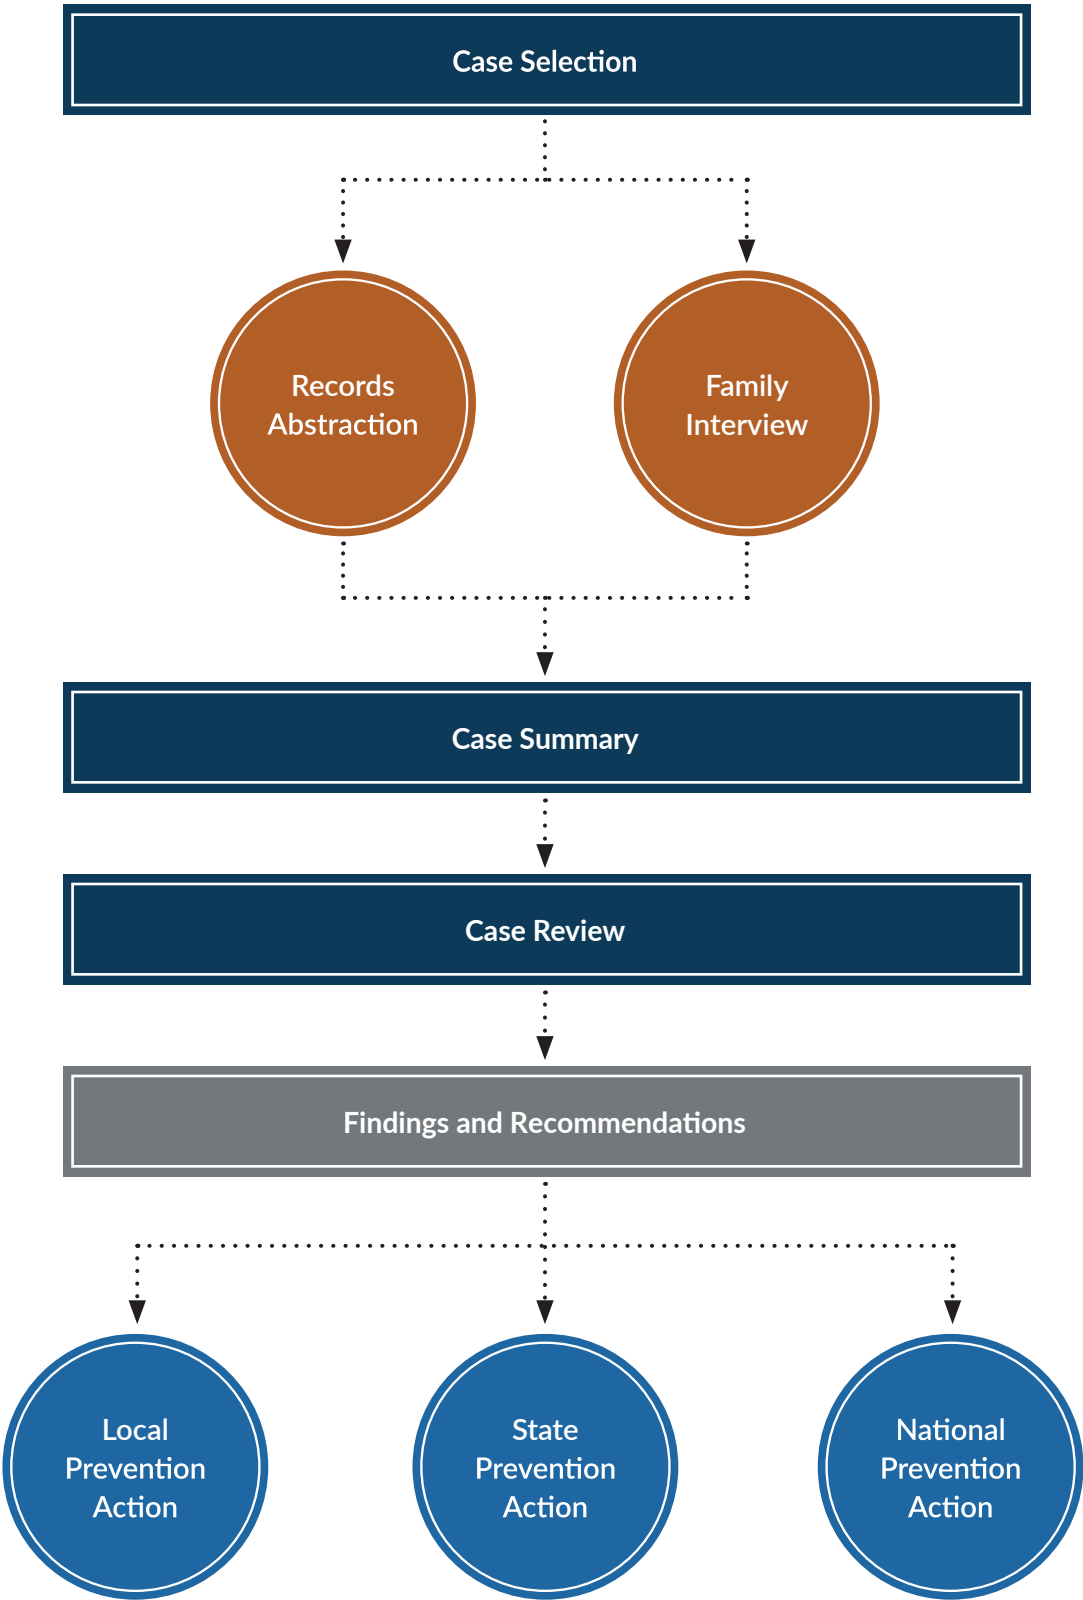 Case Selection
Records
Abstraction
Family
Interview
Case Summary
Case Review
Findings and Recommendations
Local
Prevention
Action
State
Prevention
Action
National
Prevention
Action